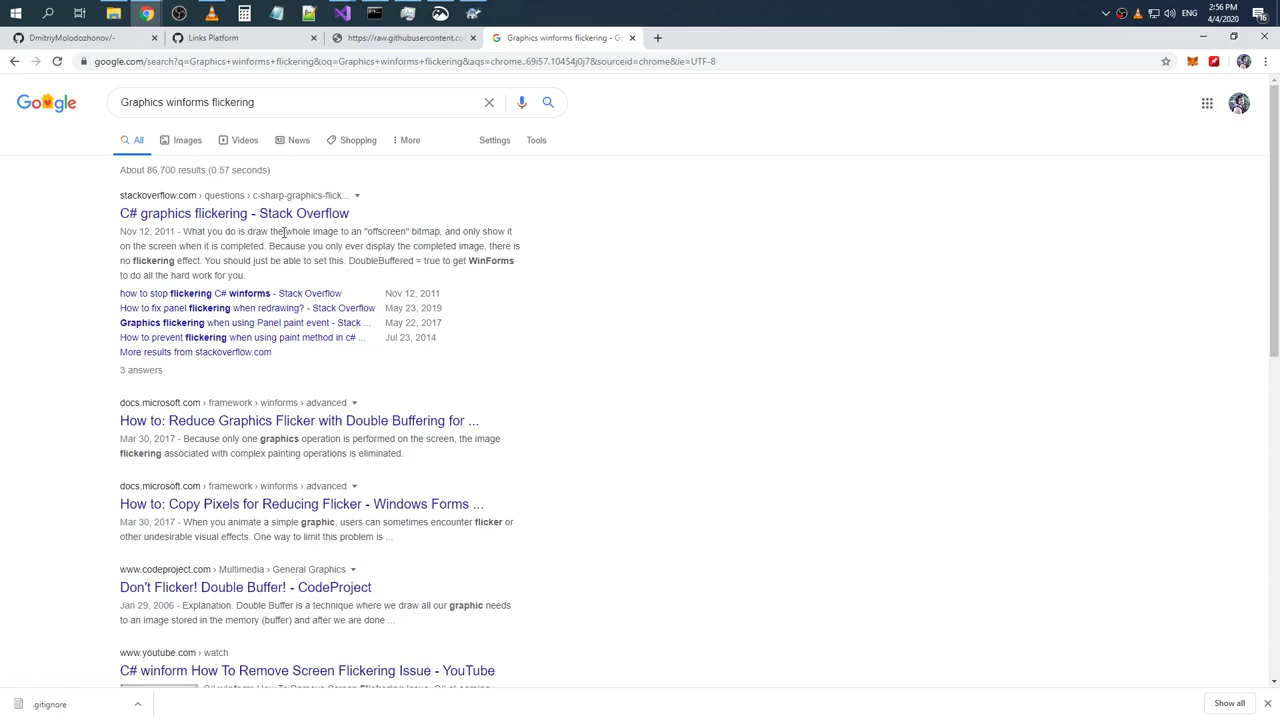 ENG
2:56 PM
4/4/2020
16
DmitriyMolodozhonov/-
Links Platform
https://raw.githubusercontent.co
Graphics winforms flickering - Go
google.com/search?q=Graphics+winforms+flickering&oq=Graphics+winforms+flickering&aqs=chrome..69i57.10454j0j7&sourceid=chrome&ie=UTF-8
Google
Graphics winforms flickering
All
Images
Videos
News
Shopping
More
Settings
Tools
About 86,700 results (0.57 seconds)
stackoverflow.com › questions › c-sharp-graphics-flick...
C# graphics flickering - Stack Overflow
Nov 12, 2011 - What you do is draw the whole image to an "offscreen" bitmap, and only show it
on the screen when it is completed. Because you only ever display the completed image, there is
no flickering effect. You should just be able to set this. DoubleBuffered = true to get WinForms
to do all the hard work for you.
how to stop flickering C# winforms - Stack Overflow Nov 12, 2011
How to fix panel flickering when redrawing? - Stack Overflow May 23, 2019
Graphics flickering when using Panel paint event - Stack ... May 22, 2017
How to prevent flickering when using paint method in c# ... Jul 23, 2014
More results from stackoverflow.com
3 answers
docs.microsoft.com › framework › winforms › advanced
How to: Reduce Graphics Flicker with Double Buffering for ...
Mar 30, 2017 - Because only one graphics operation is performed on the screen, the image
flickering associated with complex painting operations is eliminated.
docs.microsoft.com › framework › winforms › advanced
How to: Copy Pixels for Reducing Flicker - Windows Forms ...
Mar 30, 2017 - When you animate a simple graphic, users can sometimes encounter flicker or
other undesirable visual effects. One way to limit this problem is ...
www.codeproject.com › Multimedia › General Graphics
Don't Flicker! Double Buffer! - CodeProject
Jan 29, 2006 - Explanation. Double Buffer is a technique where we draw all our graphic needs
to an image stored in the memory (buffer) and after we are done ...
www.youtube.com › watch
C# winform How To Remove Screen Flickering Issue - YouTube
.gitignore
Show all